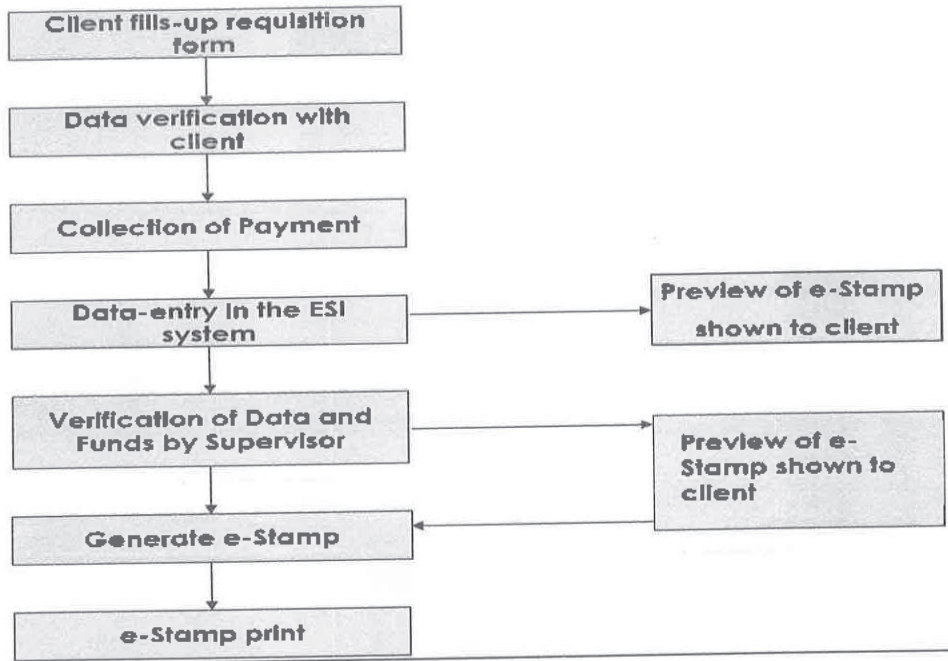 Client fills-up requisition
form
Data verification with
client
Collection of Payment
Data-entry in the ESI
system
Preview of e-Stamp
shown to client
Verification of Data and
Funds by Supervisor
Preview of e-
Stamp shown to
client
Generate e-Stamp
e-Stamp print